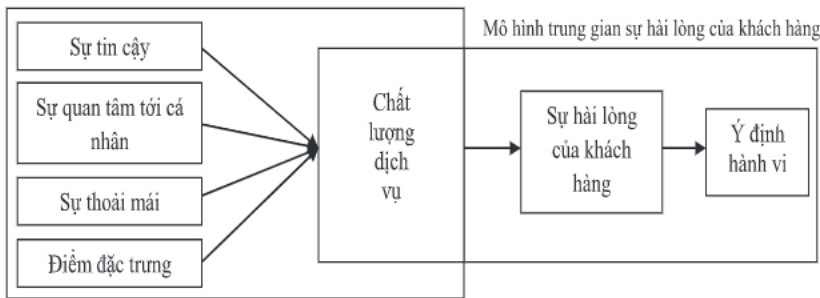 Mô hình trung gian sự hài lòng của khách hàng
Sự tin cậy
Sự quan tâm tới cá
nhân
Sự thoải mái
Điểm đặc trưng
Chất
lượng
dịch
vụ
Sự hài lòng
của khách
hàng
Ý định
hành vi